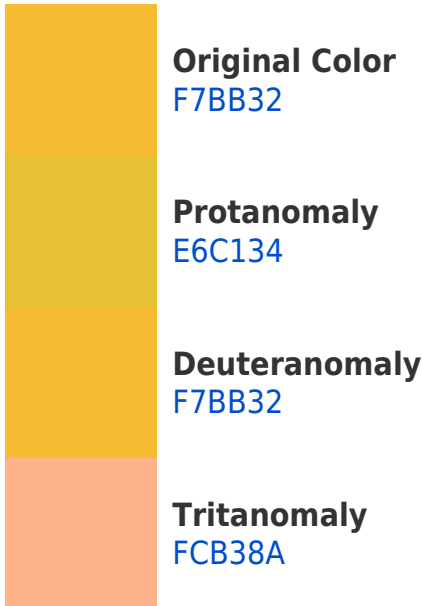 Original Color
F7BB32
Protanomaly
E6C134
Deuteranomaly
F7BB32
Tritanomaly
FCB38A